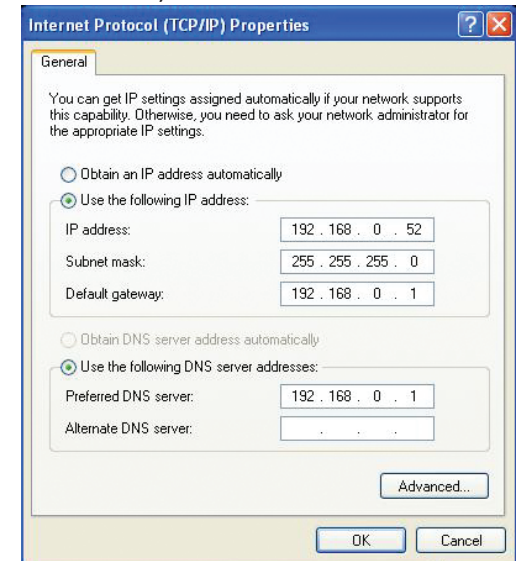 Internet Protocol (TCP/IP) Properties
General
You can get IP settings assigned automatically if your network supports
this capability. Otherwise, you need to ask your network administrator for
the appropriate IP settings.
Obtain an IP address automatically
Use the following IP address:
IP address: 192 . 168 . 0 . 52
Subnet mask: 255 . 255 . 255 . 0
Default gateway: 192 . 168 . 0 . 1
Obtain DNS server address automatically
Use the following DNS server addresses:
Preferred DNS server: 192 . 168 . 0 . 1
Alternate DNS server: . . .
Advanced...
OK Cancel